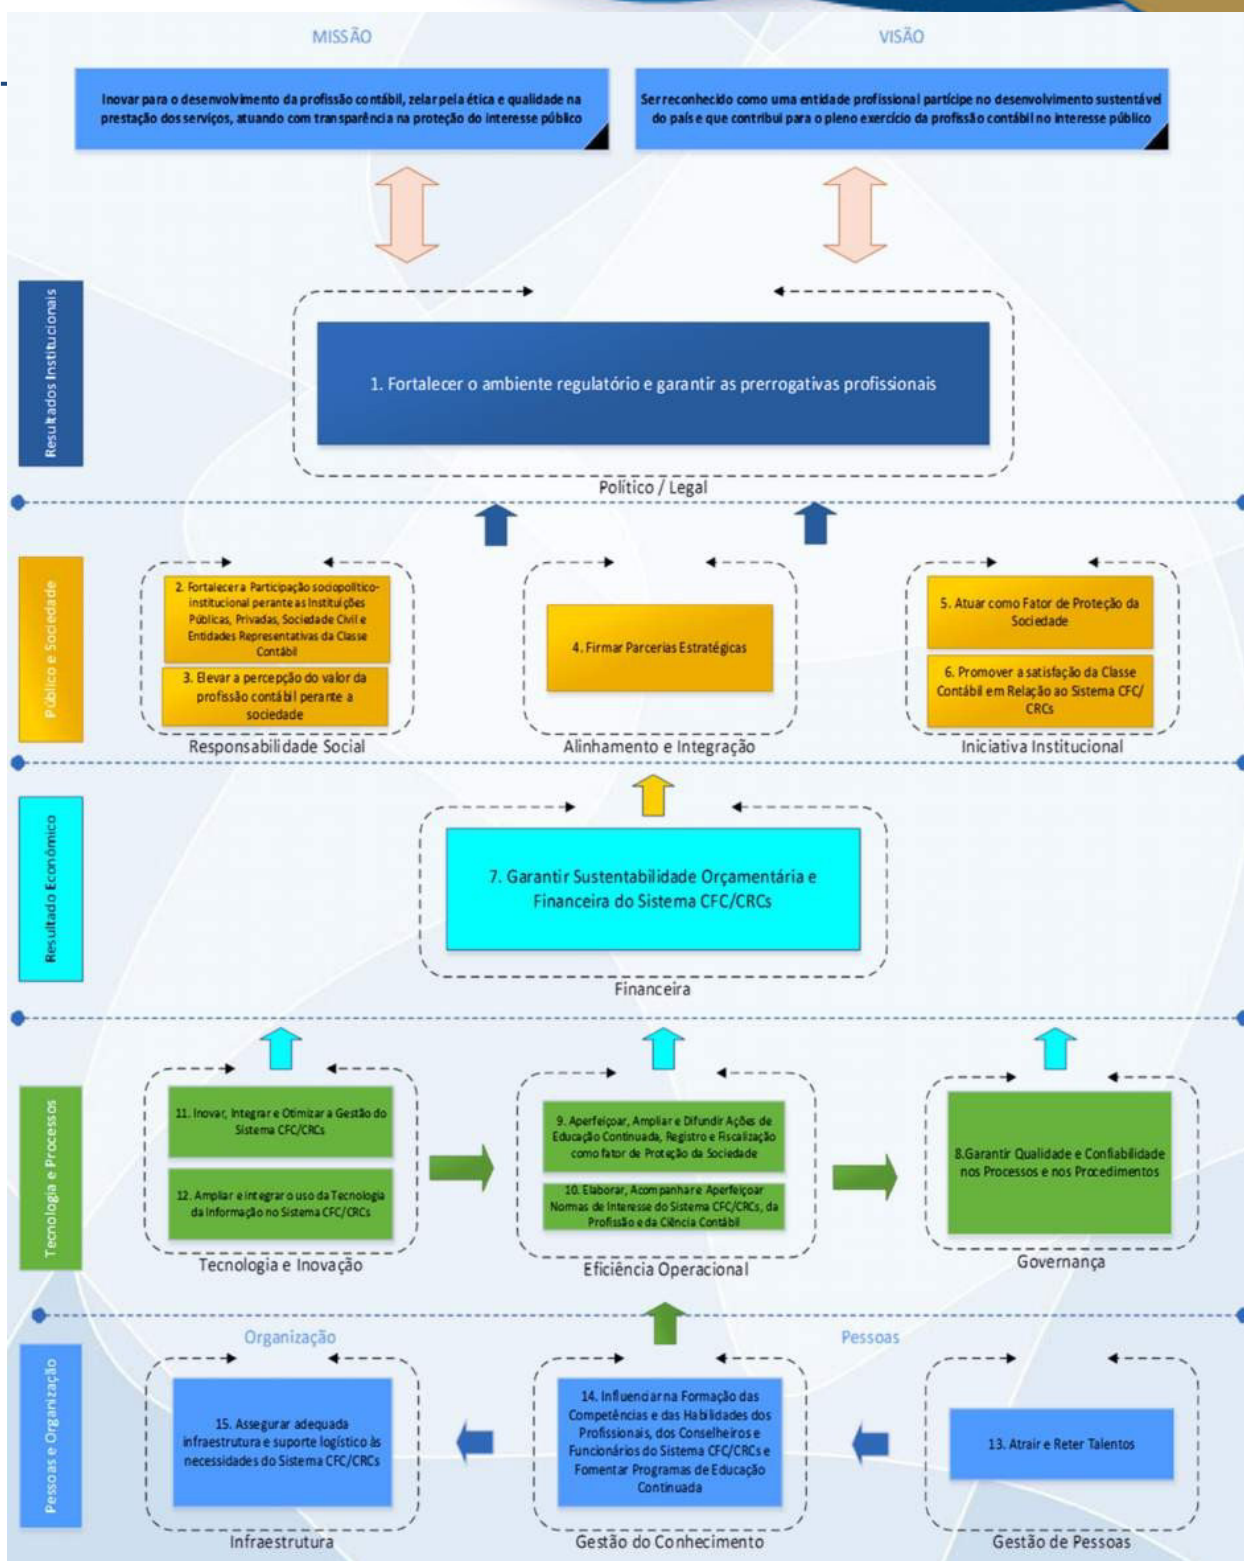 MISSÃO
VISÃO
Inovar para o desenvolvimento da profissão contábil, zelar pela ética e qualidade na
prestação dos serviços, atuando com transparência na proteção do interesse público
Ser reconhecido como uma entidade profissional partícipe no desenvolvimento sustentável
do país e que contribui para o pleno exercício da profissão contábil no interesse público
Resultados Institucionais
1. Fortalecer o ambiente regulatório e garantir as prerrogativas profissionais
Político / Legal
Público e Sociedade
2. Fortalecer a Participação sociopolítico-
institucional perante as Instituições
Públicas, Privadas, Sociedade Civil e
Entidades Representativas da Classe
Contábil
3. Elevar a percepção do valor da
profissão contábil perante a
sociedade
Responsabilidade Social
4. Firmar Parcerias Estratégicas
Alinhamento e Integração
5. Atuar como Fator de Proteção da
Sociedade
6. Promover a satisfação da Classe
Contábil em Relação ao Sistema CFC/
CRCs
Iniciativa Institucional
Resultado Econômico
7. Garantir Sustentabilidade Orçamentária e
Financeira do Sistema CFC/CRCs
Financeira
Tecnologia e Processos
11. Inovar, Integrar e Otimizar a Gestão do
Sistema CFC/CRCs
12. Ampliar e integrar o uso da Tecnologia
da Informação no Sistema CFC/CRCs
Tecnologia e Inovação
9. Aperfeiçoar, Ampliar e Difundir Ações de
Educação Continuada, Registro e Fiscalização
como fator de Proteção da Sociedade
10. Elaborar, Acompanhar e Aperfeiçoar
Normas de Interesse do Sistema CFC/CRCs, da
Profissão e da Ciência Contábil
Eficiência Operacional
8.Garantir Qualidade e Confiabilidade
nos Processos e nos Procedimentos
Governança
Pessoas e Organização
Organização
Pessoas
15. Assegurar adequada
infraestrutura e suporte logístico às
necessidades do Sistema CFC/CRCs
Infraestrutura
14. Influenciar na Formação das
Competências e das Habilidades dos
Profissionais, dos Conselheiros e
Funcionários do Sistema CFC/CRCs e
Fomentar Programas de Educação
Continuada
Gestão do Conhecimento
13. Atrair e Reter Talentos
Gestão de Pessoas